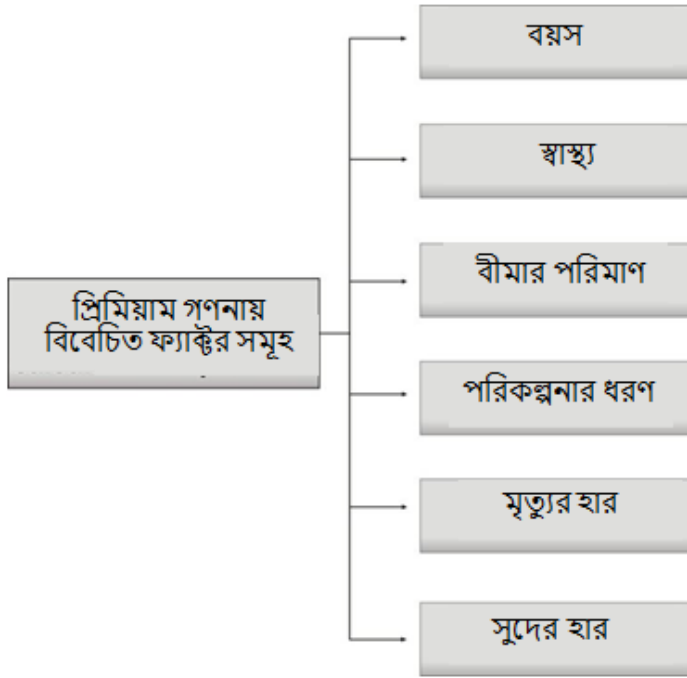 প্রিমিয়াম গণনায়
বিবেচিত ফ্যাক্টর সমূহ
বয়স
স্বাস্থ্য
বীমার পরিমাণ
পরিকল্পনার ধরণ
মৃত্যুর হার
সুদের হার